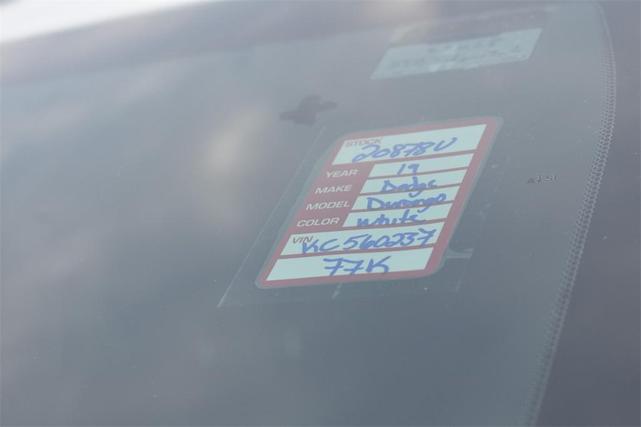 STOCK
20878U
YEAR 19
MAKE Dodge
MODEL Durango
COLOR White
VIN KC560237
77K